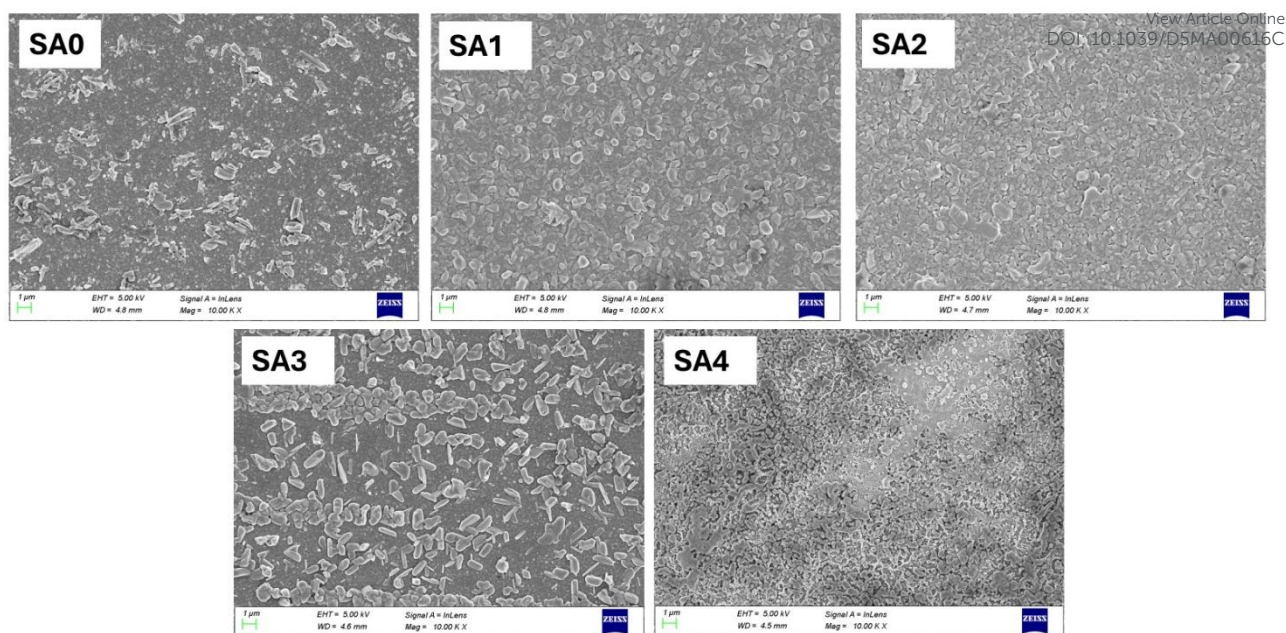 View Article Online
DOI: 10.1039/D5MA00616C
SA0
SA1
SA2
1 µm
EHT = 5.00 kV
Signal A = InLens
WD = 4.8 mm
Mag = 10.00 K X
ZEISS
1 µm
EHT = 5.00 kV
Signal A = InLens
WD = 4.8 mm
Mag = 10.00 K X
ZEISS
1 µm
EHT = 5.00 kV
Signal A = InLens
WD = 4.7 mm
Mag = 10.00 K X
ZEISS
SA3
SA4
1 µm
EHT = 5.00 kV
Signal A = InLens
WD = 4.6 mm
Mag = 10.00 K X
ZEISS
1 µm
EHT = 5.00 kV
Signal A = InLens
WD = 4.5 mm
Mag = 10.00 K X
ZEISS